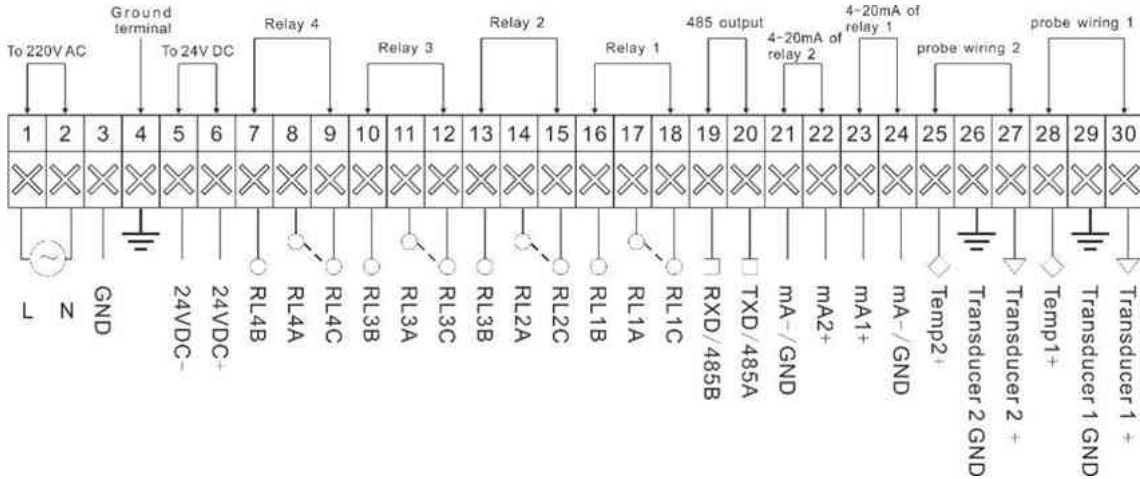 To 220V AC
Ground
terminal
To 24V DC
Relay 4
Relay 3
Relay 2
Relay 1
485 output
4-20mA of
relay 2
4-20mA of
relay 1
probe wiring 2
probe wiring 1
1 2 3 4 5 6 7 8 9 10 11 12 13 14 15 16 17 18 19 20 21 22 23 24 25 26 27 28 29 30
L
N
GND
24VDC-
24VDC+
RL4B
RL4A
RL4C
RL3B
RL3A
RL3C
RL3B
RL2A
RL2C
RL1B
RL1A
RL1C
RXD/485B
TXD/485A
mA-/GND
mA2+
mA1+
mA-/GND
Temp2+
Transducer 2 GND
Transducer 2 +
Temp1+
Transducer 1 GND
Transducer 1 +